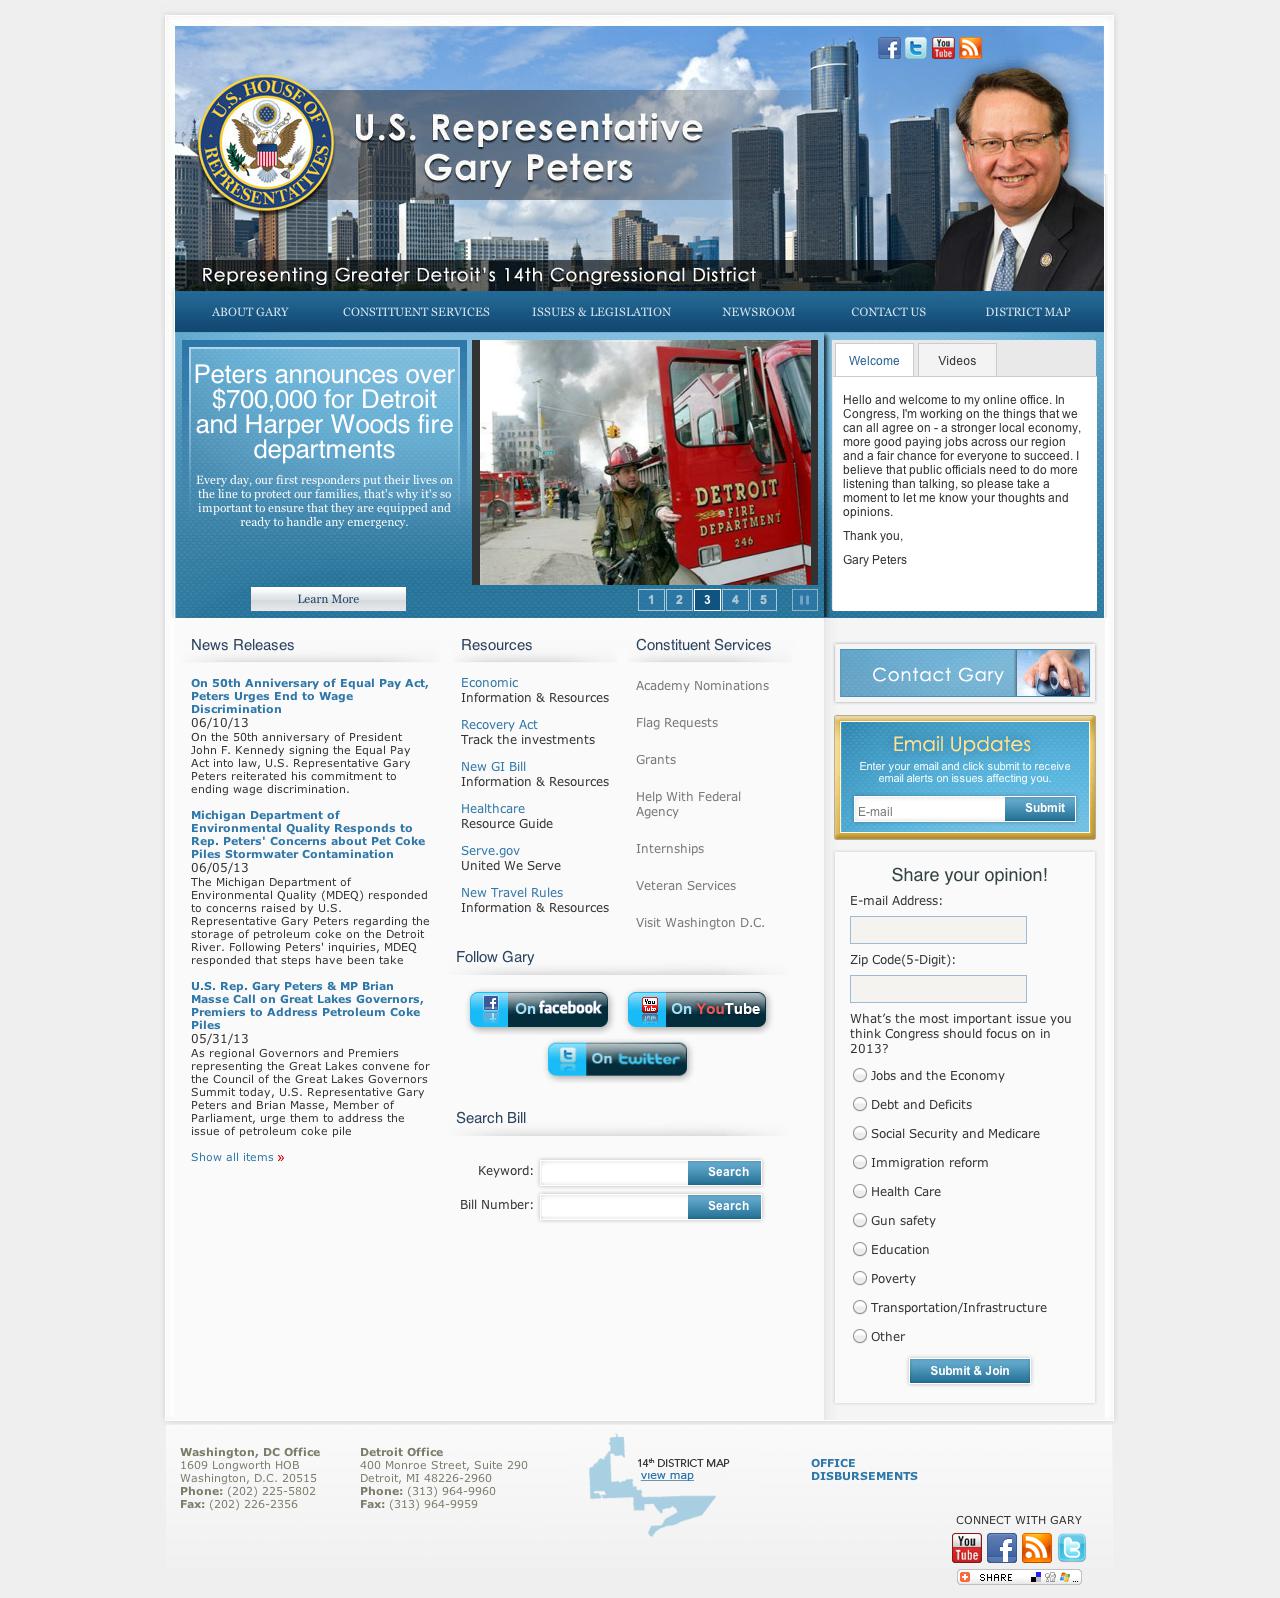 U.S. HOUSE OF
REPRESENTATIVES
U.S. Representative
Gary Peters
Representing Greater Detroit's 14th Congressional District
ABOUT GARY
CONSTITUENT SERVICES
ISSUES & LEGISLATION
NEWSROOM
CONTACT US
DISTRICT MAP
Peters announces over
$700,000 for Detroit
and Harper Woods fire
departments
Every day, our first responders put their lives on
the line to protect our families, that's why it's so
important to ensure that they are equipped and
ready to handle any emergency.
Learn More
DETROIT
FIRE
DEPARTMENT
246
1 2 3 4 5
Welcome
Videos
Hello and welcome to my online office. In
Congress, I'm working on the things that we
can all agree on - a stronger local economy,
more good paying jobs across our region
and a fair chance for everyone to succeed. I
believe that public officials need to do more
listening than talking, so please take a
moment to let me know your thoughts and
opinions.
Thank you,
Gary Peters
News Releases
On 50th Anniversary of Equal Pay Act,
Peters Urges End to Wage
Discrimination
06/10/13
On the 50th anniversary of President
John F. Kennedy signing the Equal Pay
Act into law, U.S. Representative Gary
Peters reiterated his commitment to
ending wage discrimination.
Michigan Department of
Environmental Quality Responds to
Rep. Peters' Concerns about Pet Coke
Piles Stormwater Contamination
06/05/13
The Michigan Department of
Environmental Quality (MDEQ) responded
to concerns raised by U.S.
Representative Gary Peters regarding the
storage of petroleum coke on the Detroit
River. Following Peters' inquiries, MDEQ
responded that steps have been take
U.S. Rep. Gary Peters & MP Brian
Masse Call on Great Lakes Governors,
Premiers to Address Petroleum Coke
Piles
05/31/13
As regional Governors and Premiers
representing the Great Lakes convene for
the Council of the Great Lakes Governors
Summit today, U.S. Representative Gary
Peters and Brian Masse, Member of
Parliament, urge them to address the
issue of petroleum coke pile
Show all items »
Resources
Economic
Information & Resources
Recovery Act
Track the investments
New GI Bill
Information & Resources
Healthcare
Resource Guide
Serve.gov
United We Serve
New Travel Rules
Information & Resources
Constituent Services
Academy Nominations
Flag Requests
Grants
Help With Federal
Agency
Internships
Veteran Services
Visit Washington D.C.
Follow Gary
On facebook
You Tube
On YouTube
On twitter
Search Bill
Keyword:
Search
Bill Number:
Search
Contact Gary
Email Updates
Enter your email and click submit to receive
email alerts on issues affecting you.
E-mail
Submit
Share your opinion!
E-mail Address:
Zip Code(5-Digit):
What's the most important issue you
think Congress should focus on in
2013?
Jobs and the Economy
Debt and Deficits
Social Security and Medicare
Immigration reform
Health Care
Gun safety
Education
Poverty
Transportation/Infrastructure
Other
Submit & Join
Washington, DC Office
1609 Longworth HOB
Washington, D.C. 20515
Phone: (202) 225-5802
Fax: (202) 226-2356
Detroit Office
400 Monroe Street, Suite 290
Detroit, MI 48226-2960
Phone: (313) 964-9960
Fax: (313) 964-9959
14th DISTRICT MAP
view map
OFFICE
DISBURSEMENTS
CONNECT WITH GARY
You Tube
SHARE